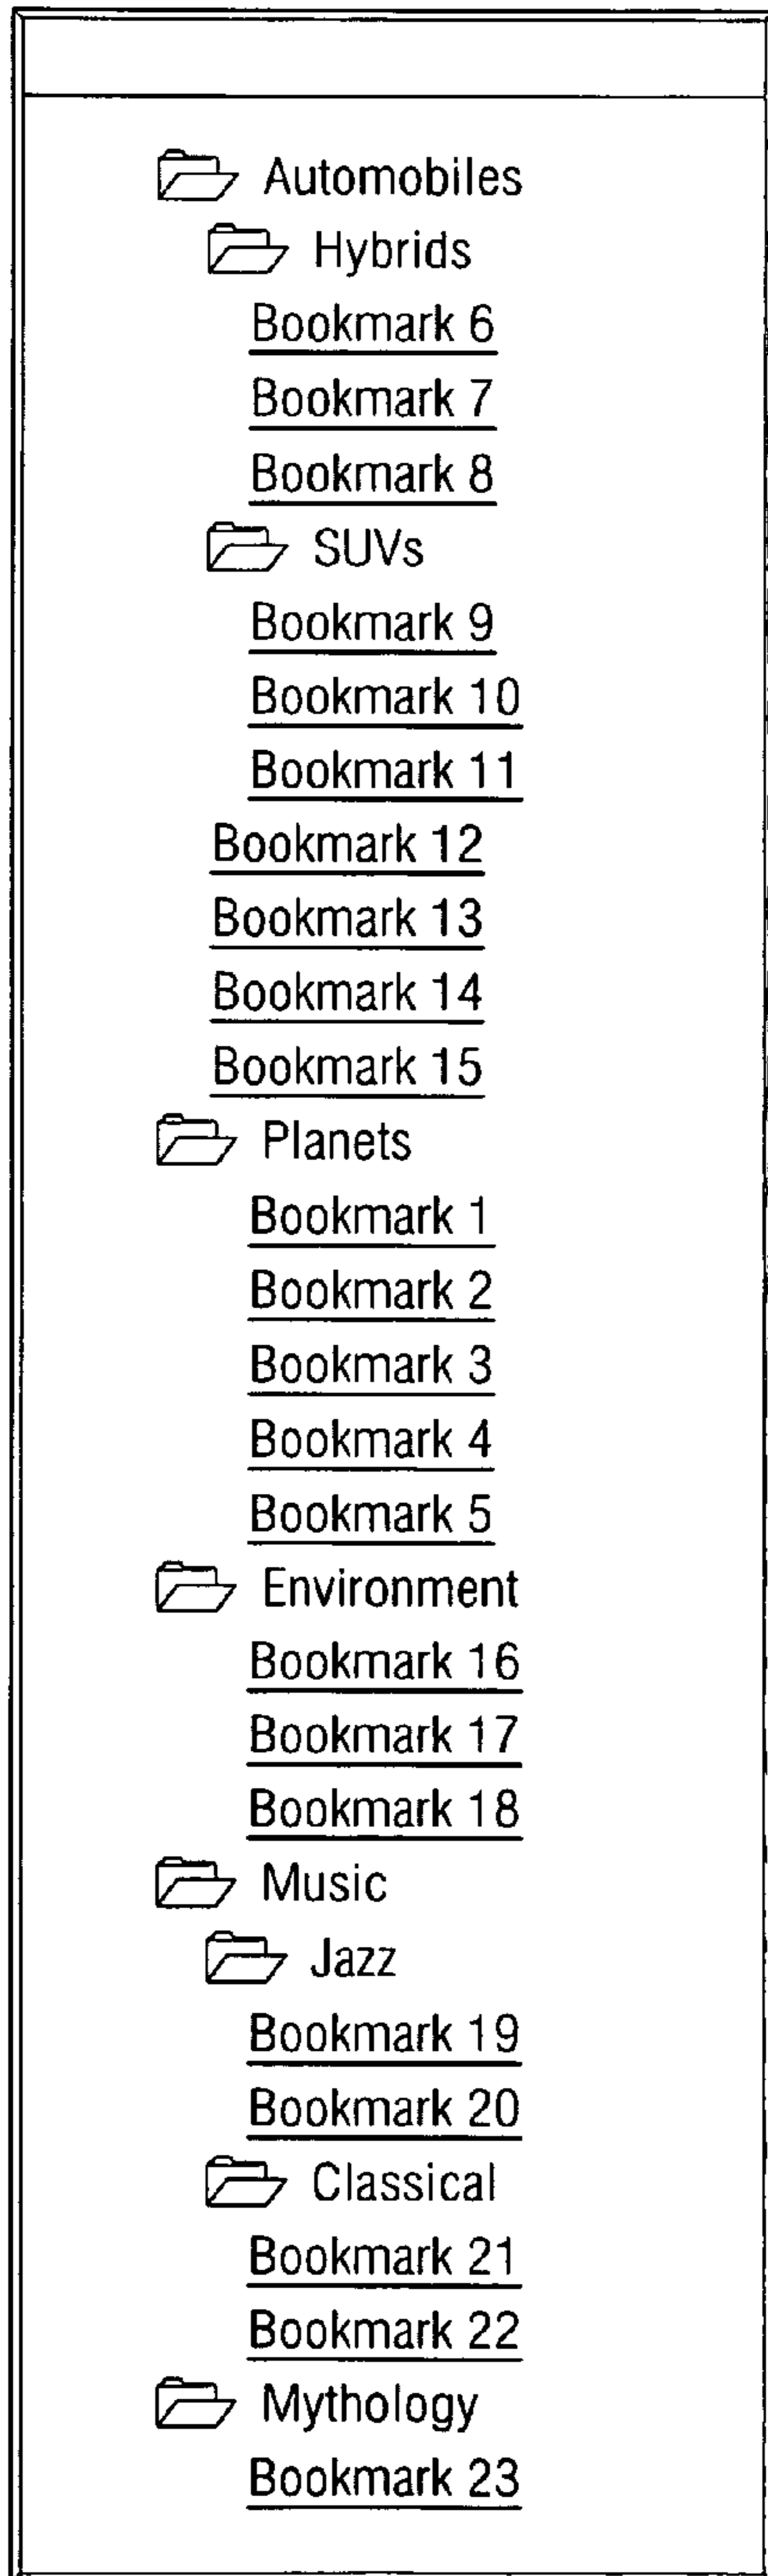 Automobiles
Hybrids
Bookmark 6
Bookmark 7
Bookmark 8
SUVs
Bookmark 9
Bookmark 10
Bookmark 11
Bookmark 12
Bookmark 13
Bookmark 14
Bookmark 15
Planets
Bookmark 1
Bookmark 2
Bookmark 3
Bookmark 4
Bookmark 5
Environment
Bookmark 16
Bookmark 17
Bookmark 18
Music
Jazz
Bookmark 19
Bookmark 20
Classical
Bookmark 21
Bookmark 22
Mythology
Bookmark 23